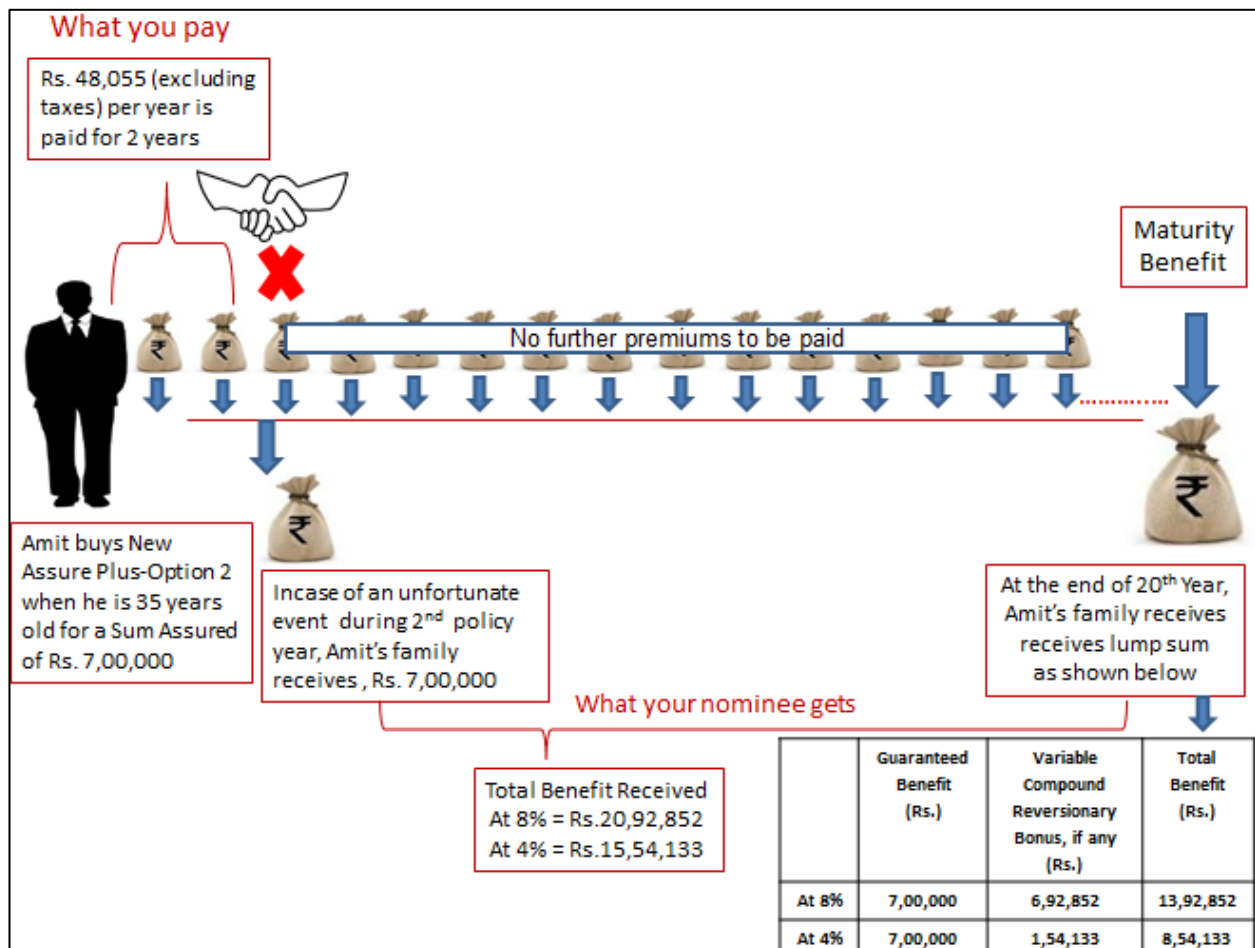 What you pay
Rs. 48,055 (excluding
taxes) per year is
paid for 2 years
Maturity
Benefit
₹
₹
₹
No further premiums to be paid
₹
₹
Amit buys New
Assure Plus-Option 2
when he is 35 years
old for a Sum Assured
of Rs. 7,00,000
Incase of an unfortunate
event during 2nd policy
year, Amit's family
receives , Rs. 7,00,000
At the end of 20th Year,
Amit's family receives
receives lump sum
as shown below
What your nominee gets
Total Benefit Received
At 8% = Rs.20,92,852
At 4% = Rs.15,54,133
Guaranteed
Benefit
(Rs.)
Variable
Compound
Reversionary
Bonus, if any
(Rs.)
Total
Benefit
(Rs.)
At 8% 7,00,000 6,92,852 13,92,852
At 4% 7,00,000 1,54,133 8,54,133